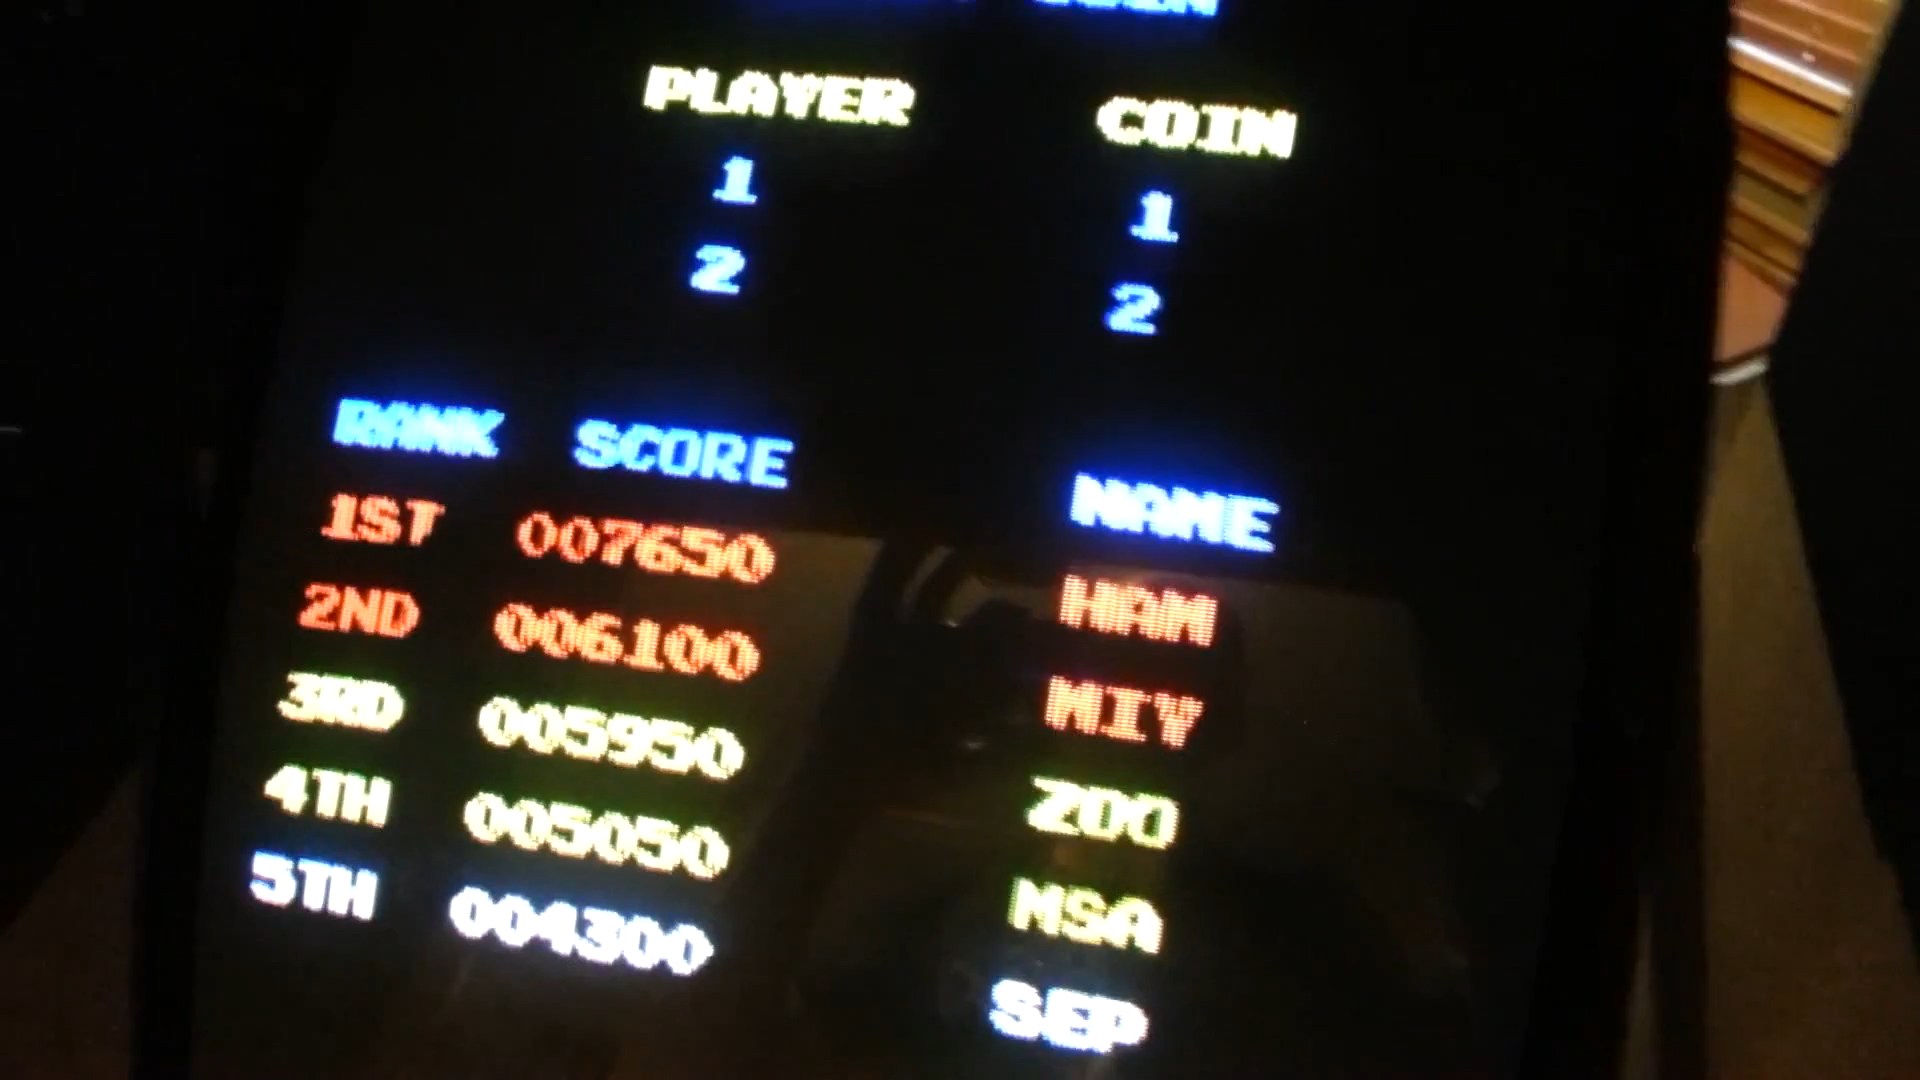 PLAYER COIN
1 1
2 2
RANK SCORE NAME
1ST 007650 HAM
2ND 006100 MIY
3RD 005950 ZOO
4TH 005050 MSA
5TH 004300 SEP